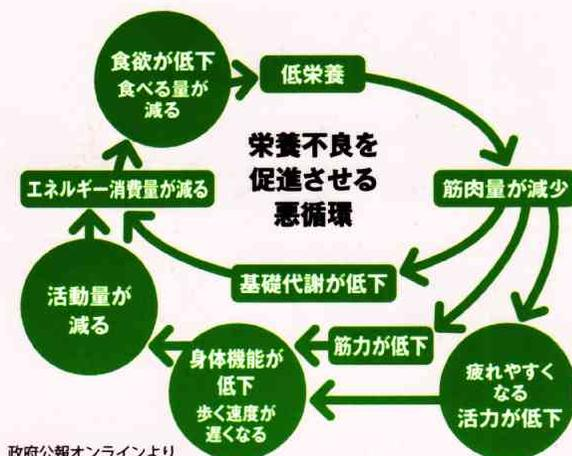 食欲が低下
食べる量が
減る
低栄養
栄養不良を
促進させる
悪循環
エネルギー消費量が減る
筋肉量が減少
基礎代謝が低下
活動量が
減る
筋力が低下
身体機能が
低下
歩く速度が
遅くなる
疲れやすく
なる
活力が低下
政府公報オンラインより